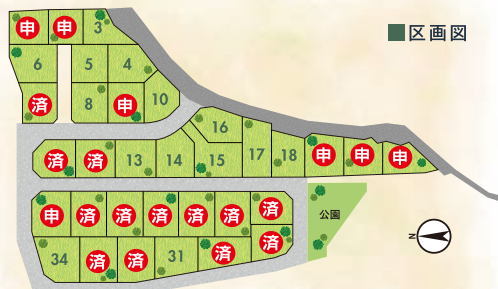 区画図
申 申 3
6 5 4
済 8 申 10
16
済 済 13 14 15 17 18 申 申 申
申 済 済 済 済 済 済
公園
34 済 済 31 済 済
N